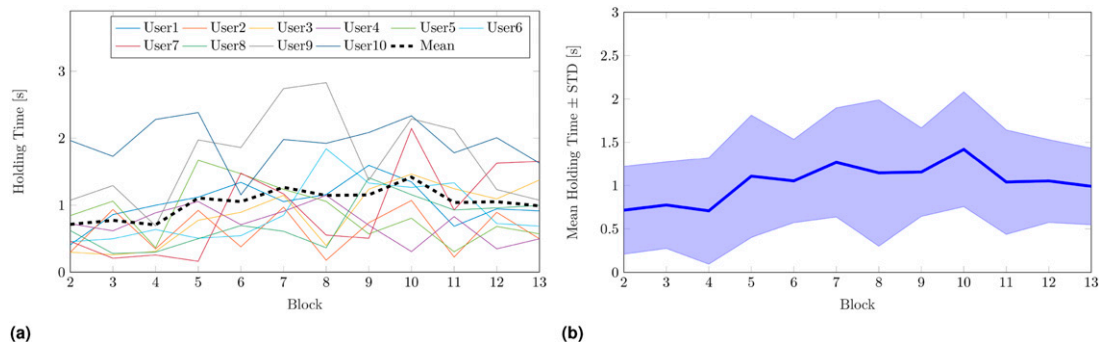 User1 User2 User3 User4 User5 User6
User7 User8 User9 User10 Mean
Holding Time [s]
3
2
1
0
2 3 4 5 6 7 8 9 10 11 12 13
Block
(a)
Mean Holding Time ± STD [s]
3
2.5
2
1.5
1
0.5
0
2 3 4 5 6 7 8 9 10 11 12 13
Block
(b)